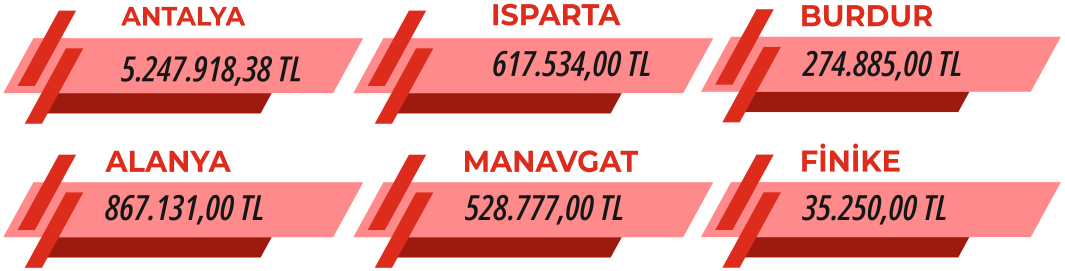 ANTALYA
5.247.918,38 TL
ISPARTA
617.534,00 TL
BURDUR
274.885,00 TL
ALANYA
867.131,00 TL
MANAVGAT
528.777,00 TL
FİNİKE
35.250,00 TL